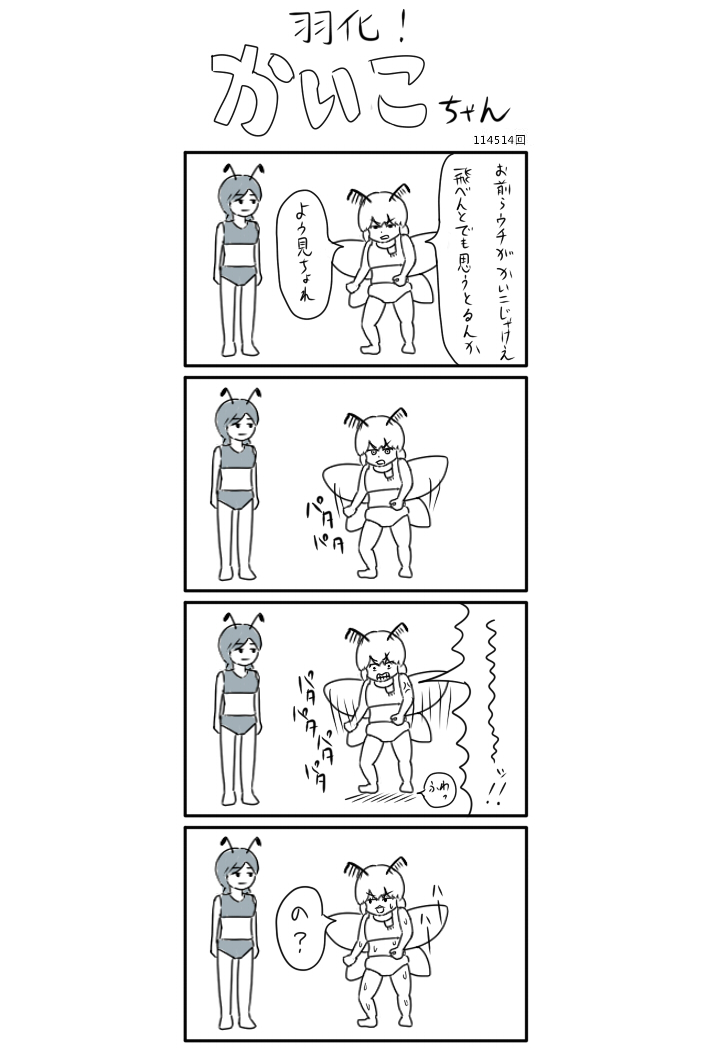 羽化！
かいこちゃん
114514回
お前らウチがかいこじゃけえ
飛べんとでも思うとるんか
よう見ちょれ
パタ
パタ
パタ
パタ
パタ
パタ
ッ!!
ふわっ
の？
ハ
ハ